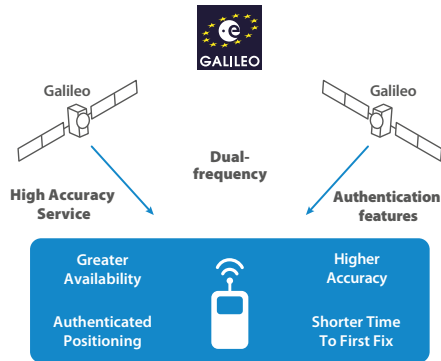 GALILEO
Galileo
Galileo
Dual-
frequency
High Accuracy
Service
Authentication
features
Greater
Availability
Higher
Accuracy
Authenticated
Positioning
Shorter Time
To First Fix